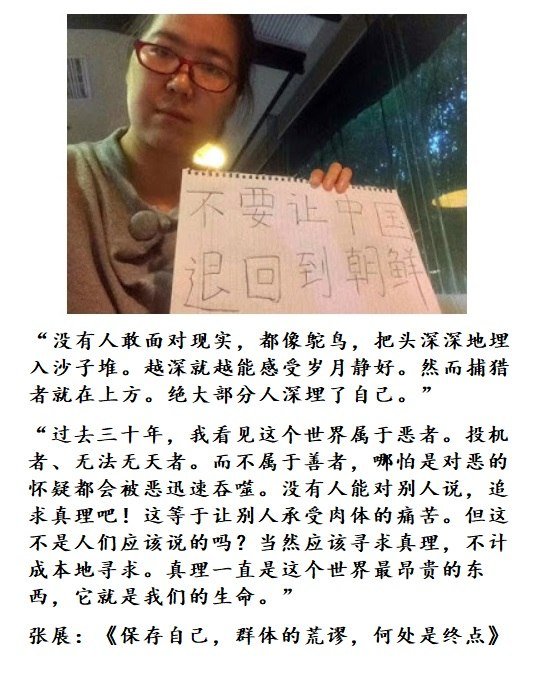 不要让中国
退回到朝鲜
“没有人敢面对现实，都像鸵鸟，把头深深地埋
入沙子堆。越深就越能感受岁月静好。然而捕猎
者就在上方。绝大部分人深埋了自己。”
“过去三十年，我看见这个世界属于恶者。投机
者、无法无天者。而不属于善者，哪怕是对恶的
怀疑都会被恶迅速吞噬。没有人能对别人说，追
求真理吧！这等于让别人承受肉体的痛苦。但这
不是人们应该说的吗？当然应该寻求真理，不计
成本地寻求。真理一直是这个世界最昂贵的东
西，它就是我们的生命。”
张展：《保存自己，群体的荒谬，何处是终点》